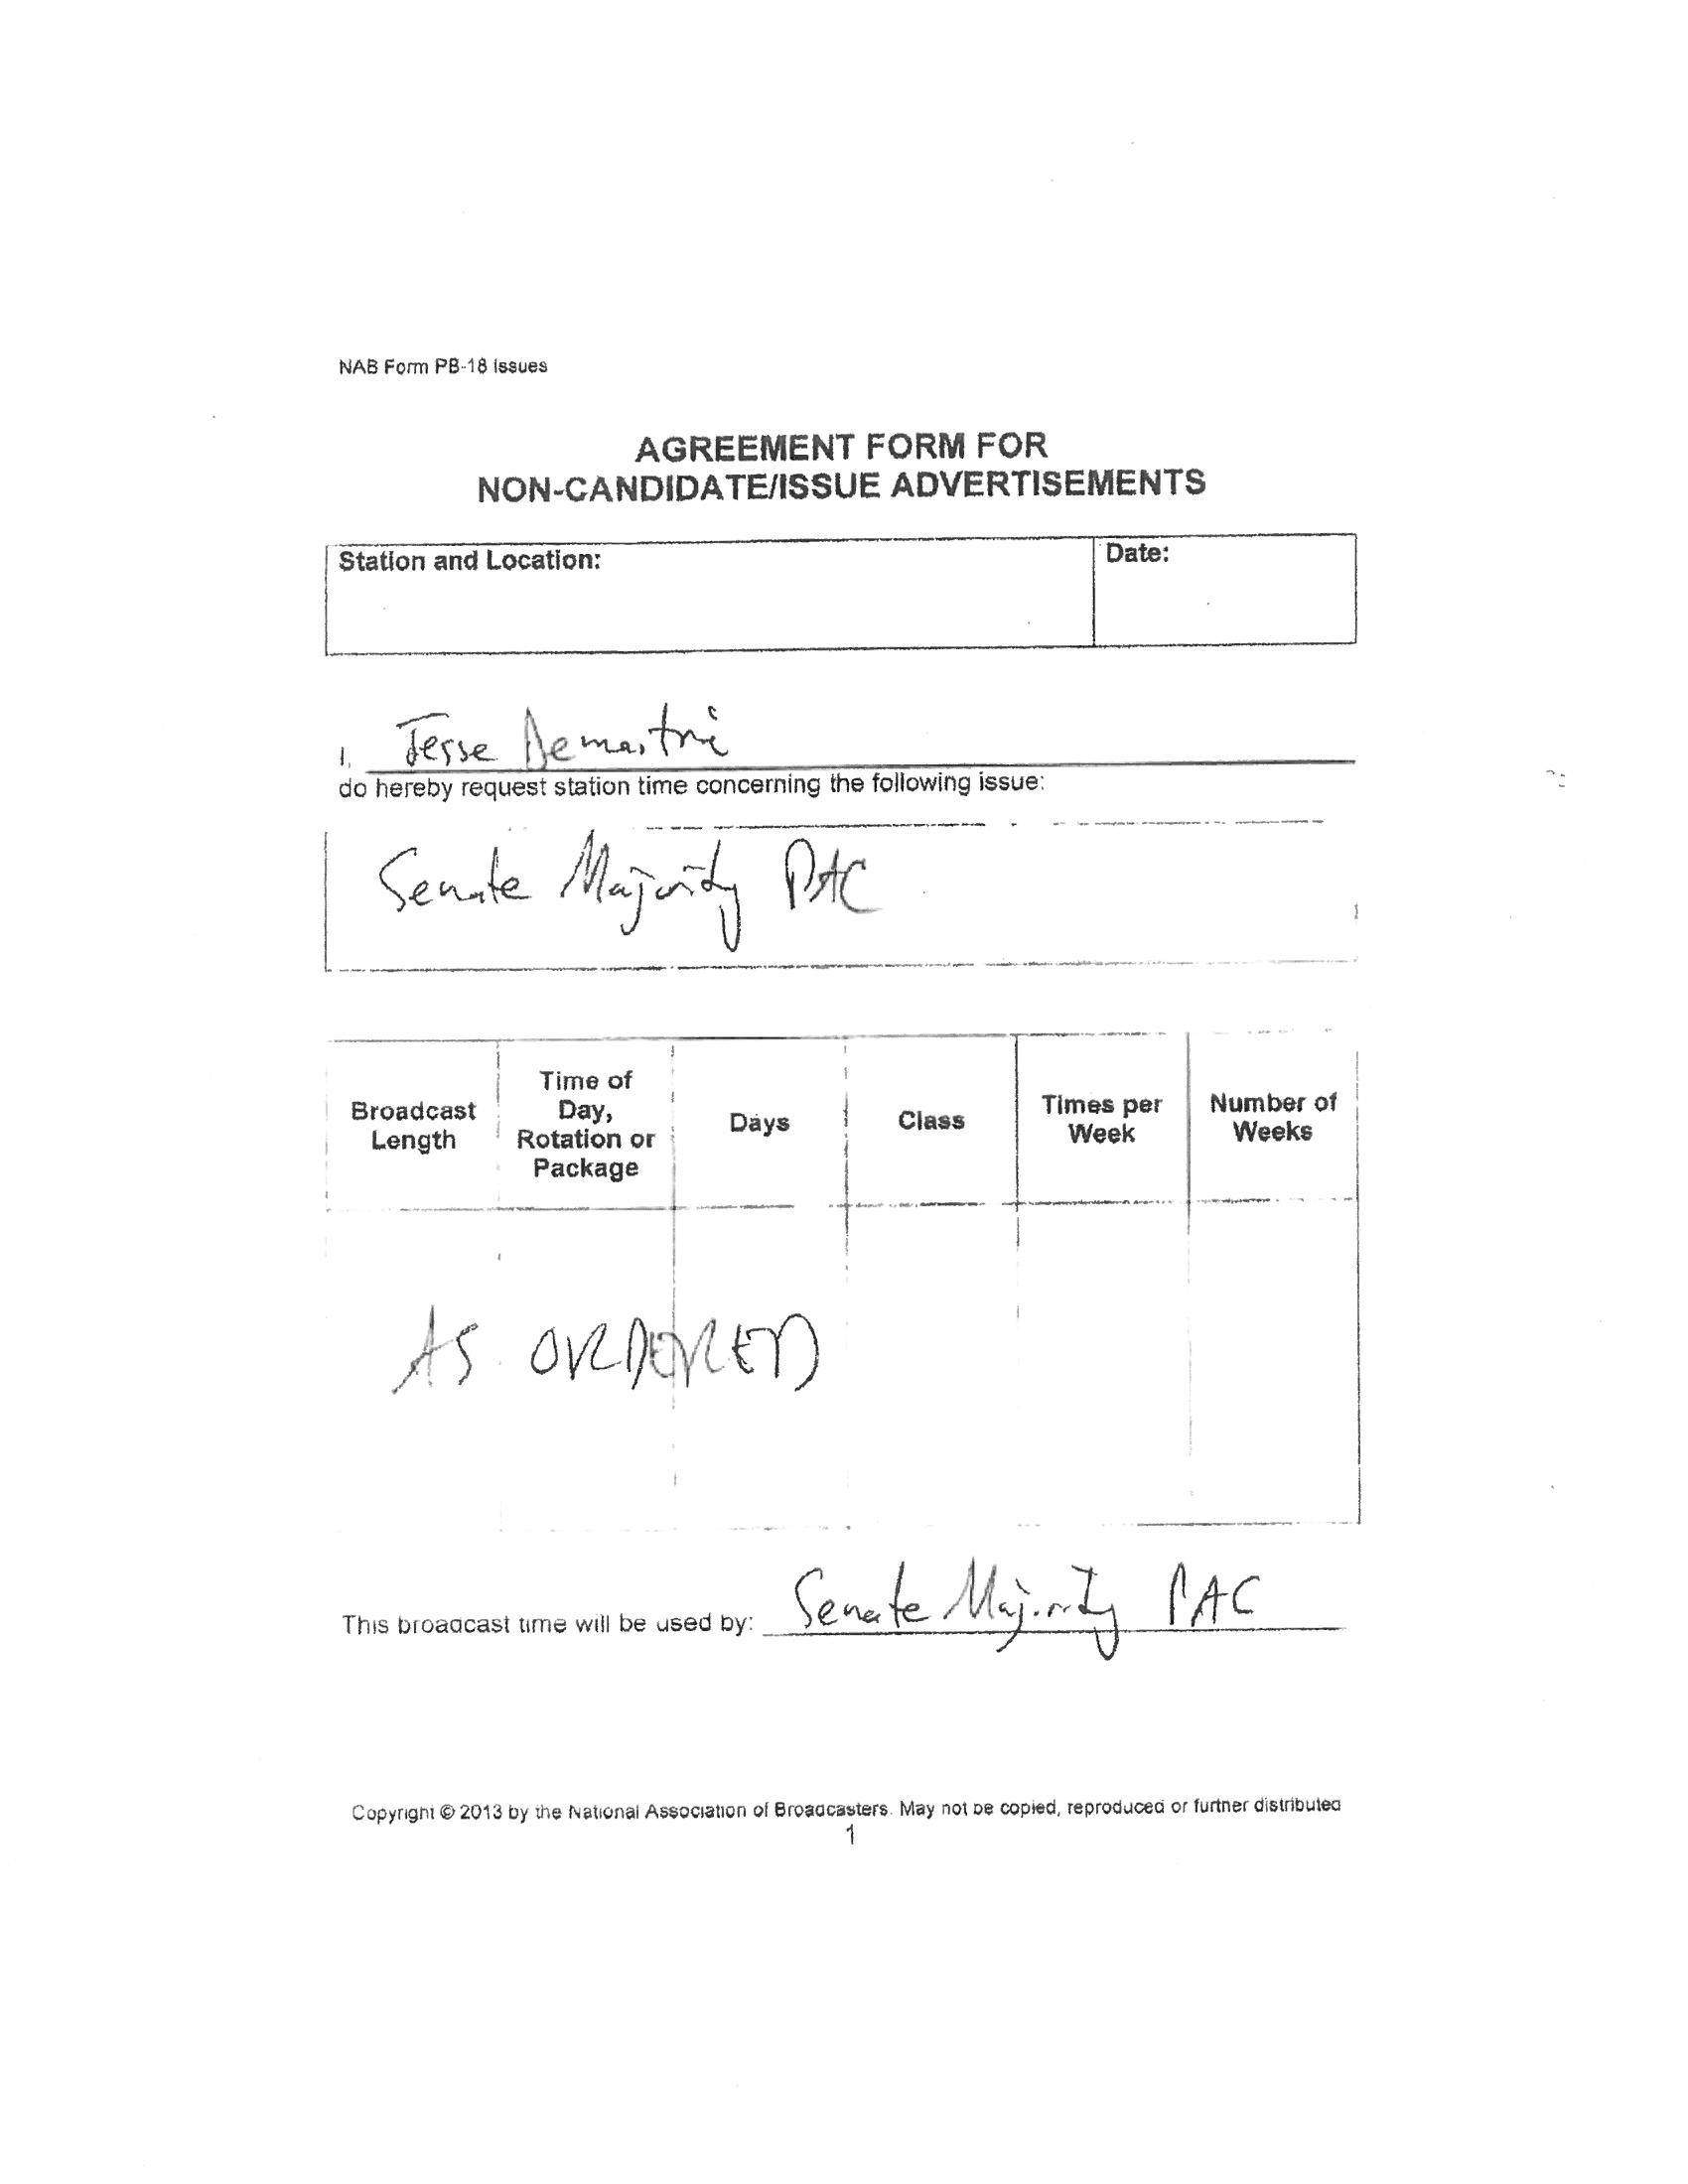 NAB Form PB-18 Issues
AGREEMENT FORM FOR
NON-CANDIDATE/ISSUE ADVERTISEMENTS
Station and Location:
Date:
I, Jesse Demastrie
do hereby request station time concerning the following issue:
Senate Majority PAC
Broadcast
Length
Time of
Day,
Rotation or
Package
Days
Class
Times per
Week
Number of
Weeks
AS ORDERED
This broadcast time will be used by: Senate Majority PAC
Copyright © 2013 by the National Association of Broadcasters. May not be copied, reproduced or further distributed
1